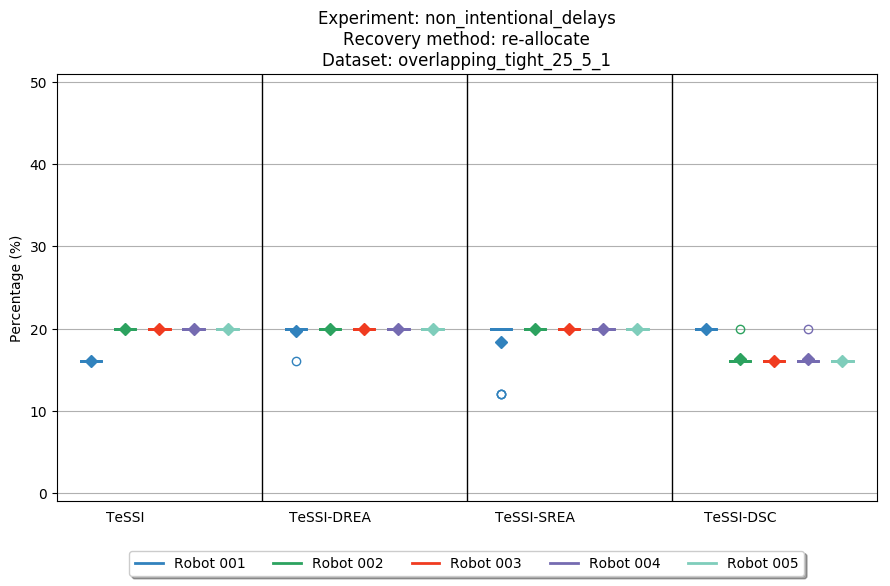 Experiment: non_intentional_delays
Recovery method: re-allocate
Dataset: overlapping_tight_25_5_1
50
40
30
20
10
0
Percentage (%)
TeSSI TeSSI-DREA TeSSI-SREA TeSSI-DSC
Robot 001 Robot 002 Robot 003 Robot 004 Robot 005